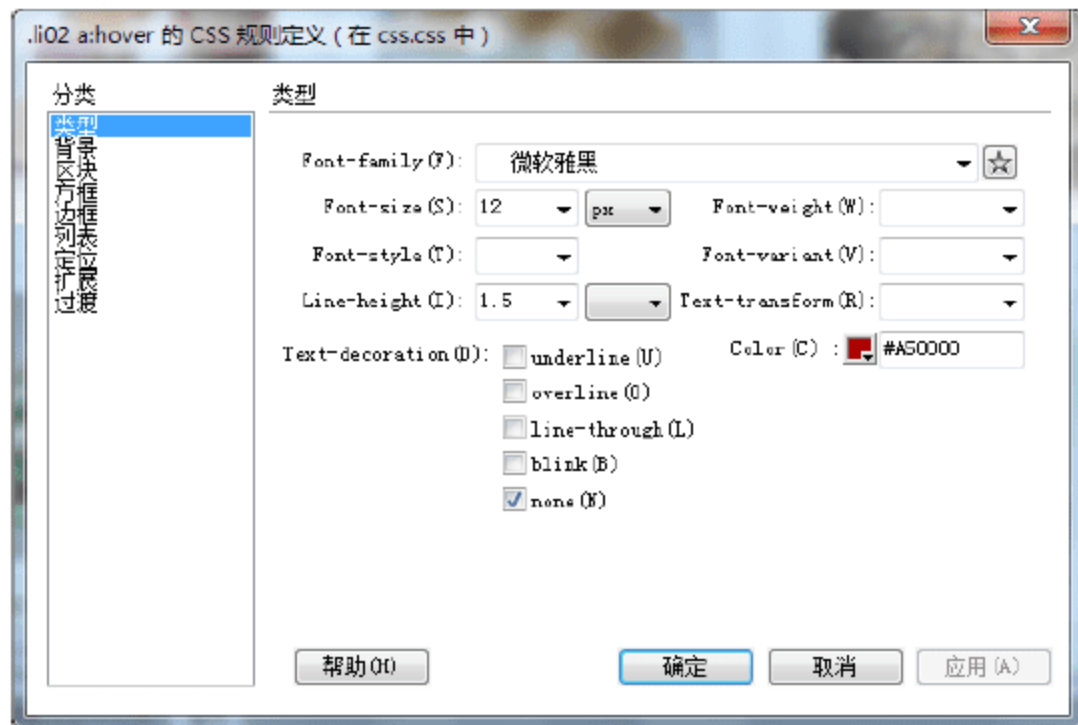 .li02 a:hover 的 CSS 规则定义（在 css.css 中）
分类
类型
背景
区块
方框
边框
列表
定位
扩展
过渡
类型
Font-family(F): 微软雅黑
Font-size(S): 12 px Font-weight(W):
Font-style(T): Font-variant(V):
Line-height(I): 1.5 Text-transform(R):
Text-decoration(D): underline(U) Color(C) : #A50000
overline(O)
line-through(L)
blink(B)
none(N)
帮助(H) 确定 取消 应用(A)